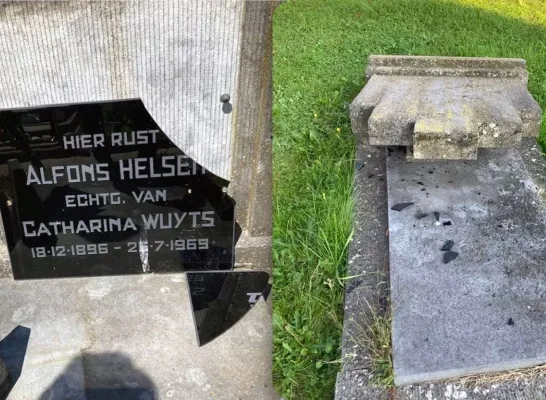 HIER RUST
ALFONS HELSEN
ECHTG. VAN
CATHARINA WUYTS
18-12-1896 - 25-7-1969